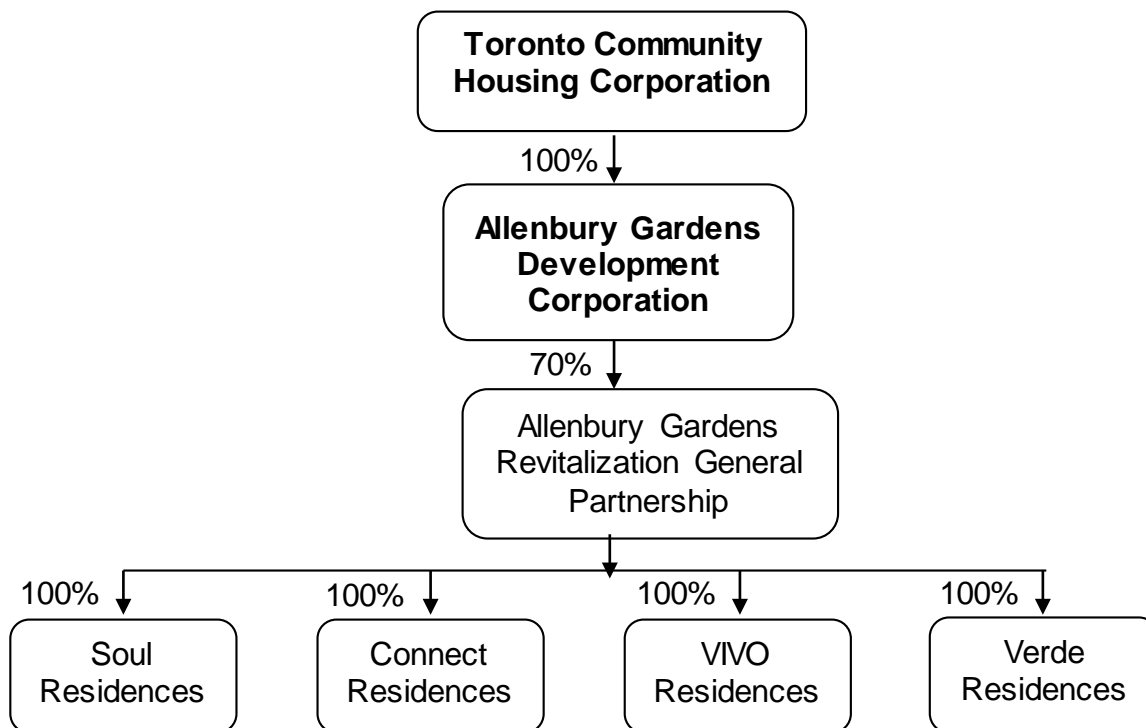 Toronto Community
Housing Corporation
100%
Allenbury Gardens
Development
Corporation
70%
Allenbury Gardens
Revitalization General
Partnership
100%
100%
100%
100%
Soul
Residences
Connect
Residences
VIVO
Residences
Verde
Residences